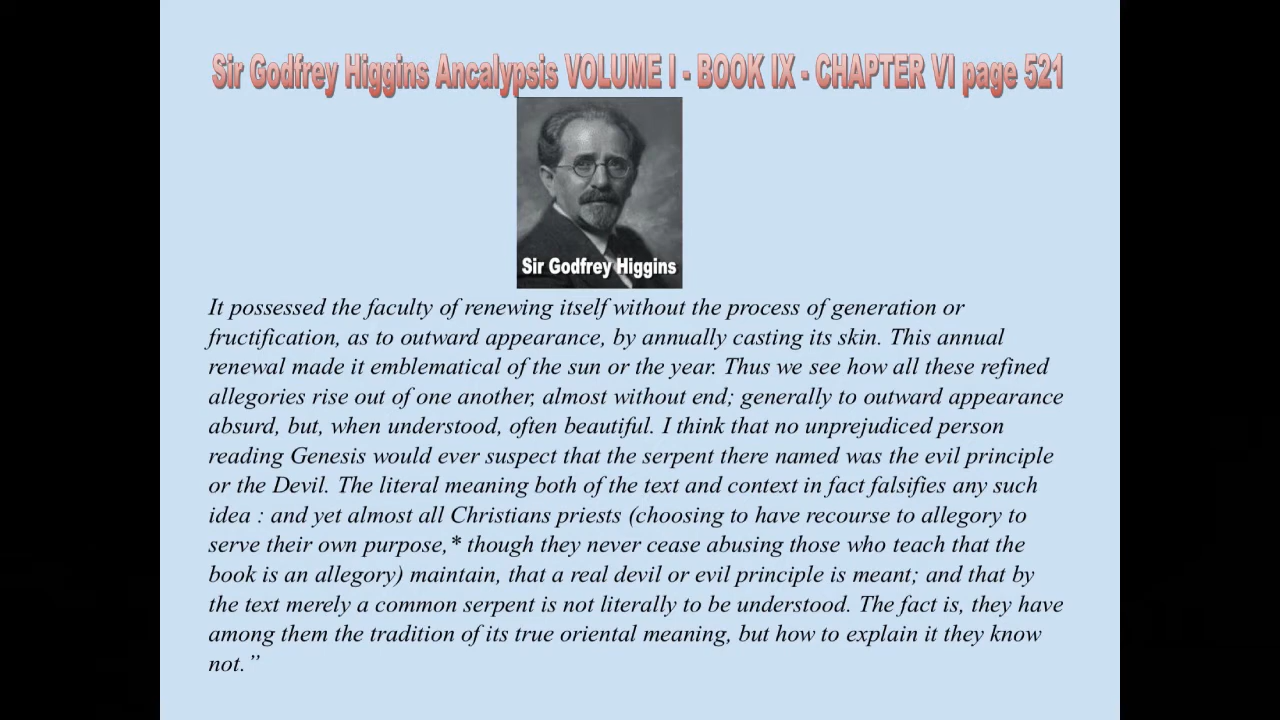 Sir Godfrey Higgins Ancalypsis VOLUME I - BOOK IX - CHAPTER VI page 521
Sir Godfrey Higgins
It possessed the faculty of renewing itself without the process of generation or
fructification, as to outward appearance, by annually casting its skin. This annual
renewal made it emblematical of the sun or the year. Thus we see how all these refined
allegories rise out of one another, almost without end; generally to outward appearance
absurd, but, when understood, often beautiful. I think that no unprejudiced person
reading Genesis would ever suspect that the serpent there named was the evil principle
or the Devil. The literal meaning both of the text and context in fact falsifies any such
idea : and yet almost all Christians priests (choosing to have recourse to allegory to
serve their own purpose,* though they never cease abusing those who teach that the
book is an allegory) maintain, that a real devil or evil principle is meant; and that by
the text merely a common serpent is not literally to be understood. The fact is, they have
among them the tradition of its true oriental meaning, but how to explain it they know
not.”